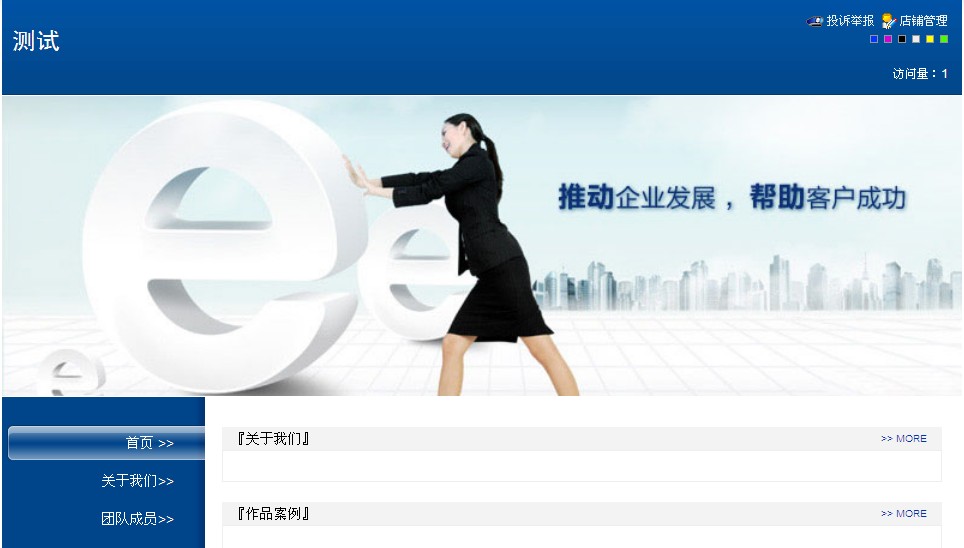 投诉举报 店铺管理
测试
访问量：1
e
e
e
推动企业发展，帮助客户成功
首页 >>
关于我们>>
团队成员>>
『关于我们』 >> MORE
『作品案例』 >> MORE